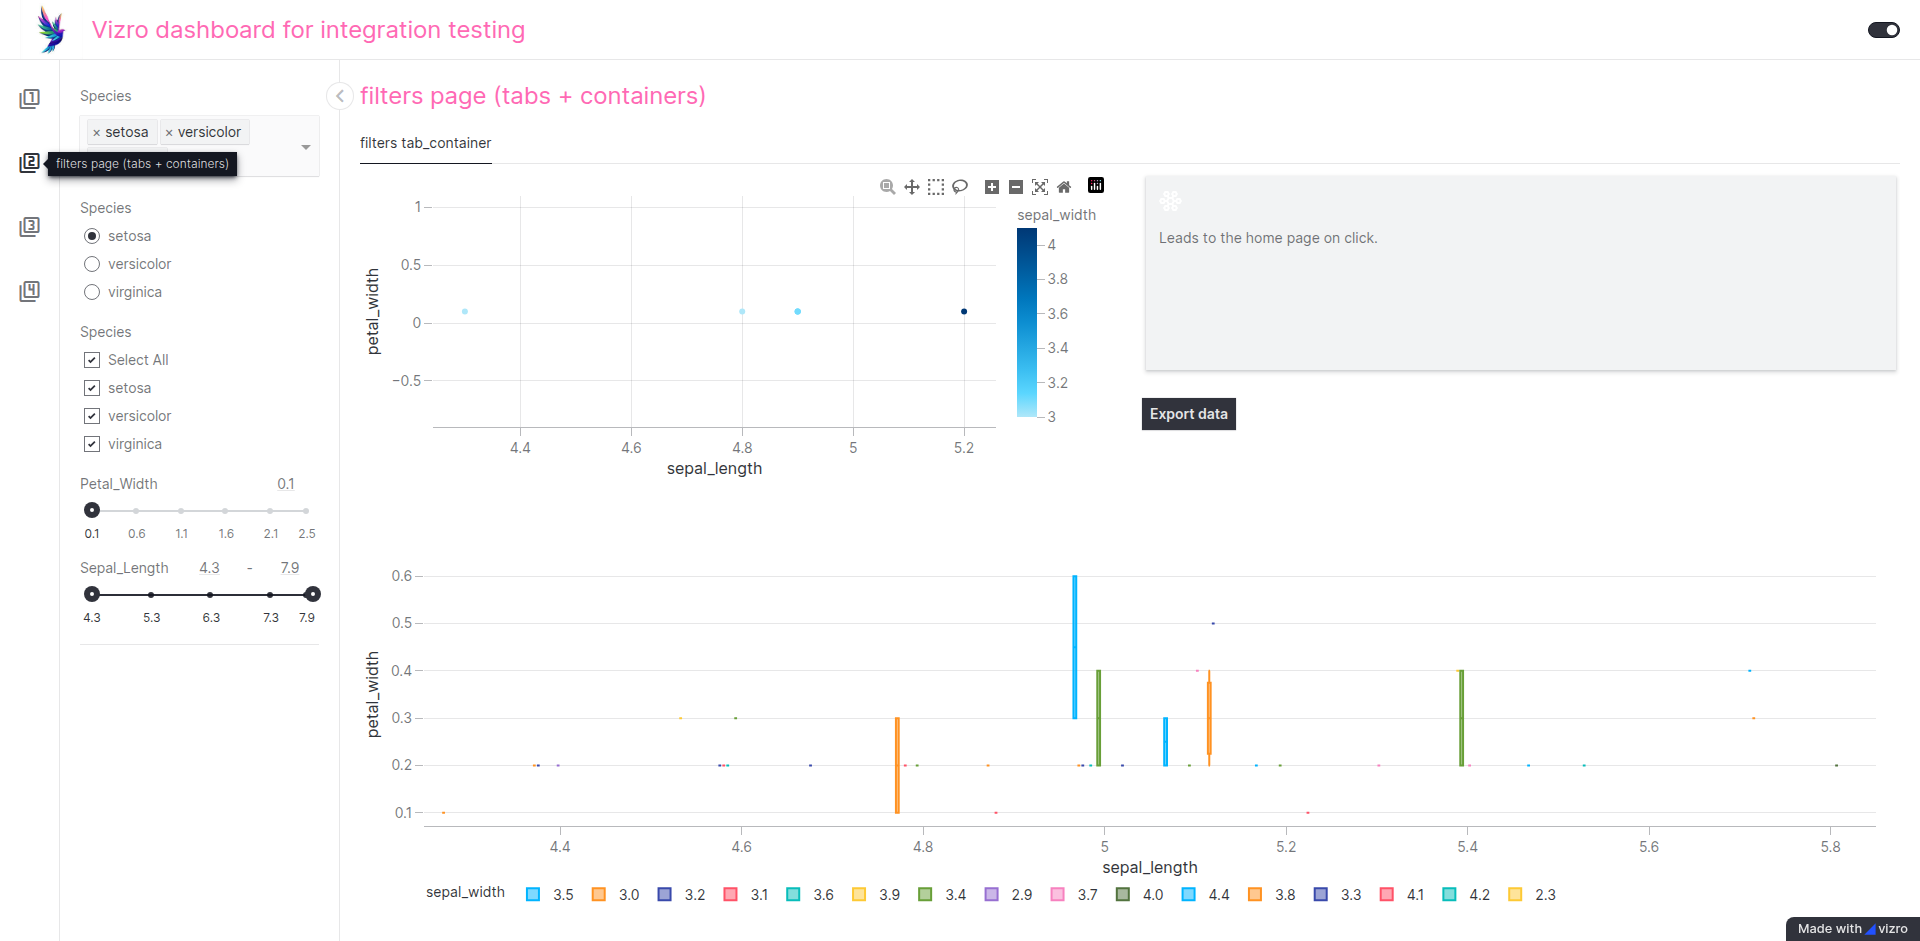 Vizro dashboard for integration testing
1
2
3
4
filters page (tabs + containers)
Species
× setosa × versicolor
Species
setosa
versicolor
virginica
Species
Select All
setosa
versicolor
virginica
Petal_Width 0.1
0.1 0.6 1.1 1.6 2.1 2.5
Sepal_Length 4.3 - 7.9
4.3 5.3 6.3 7.3 7.9
filters page (tabs + containers)
filters tab_container
petal_width
1
0.5
0
−0.5
4.4 4.6 4.8 5 5.2
sepal_length
sepal_width
4
3.8
3.6
3.4
3.2
3
Leads to the home page on click.
Export data
petal_width
0.6
0.5
0.4
0.3
0.2
0.1
4.4 4.6 4.8 5 5.2 5.4 5.6 5.8
sepal_length
sepal_width 3.5 3.0 3.2 3.1 3.6 3.9 3.4 2.9 3.7 4.0 4.4 3.8 3.3 4.1 4.2 2.3
Made with vizro